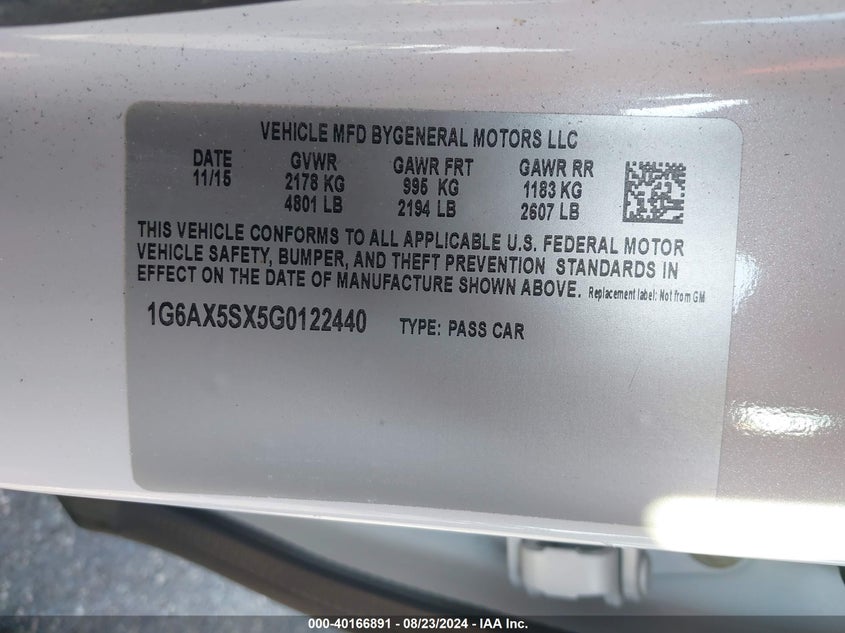 VEHICLE MFD BYGENERAL MOTORS LLC
DATE GVWR GAWR FRT GAWR RR
11/15 2178 KG 995 KG 1183 KG
4801 LB 2194 LB 2607 LB
THIS VEHICLE CONFORMS TO ALL APPLICABLE U.S. FEDERAL MOTOR
VEHICLE SAFETY, BUMPER, AND THEFT PREVENTION STANDARDS IN
EFFECT ON THE DATE OF MANUFACTURE SHOWN ABOVE. Replacement label: Not from GM
1G6AX5SX5G0122440 TYPE: PASS CAR
000-40166891 - 08/23/2024 - IAA Inc.